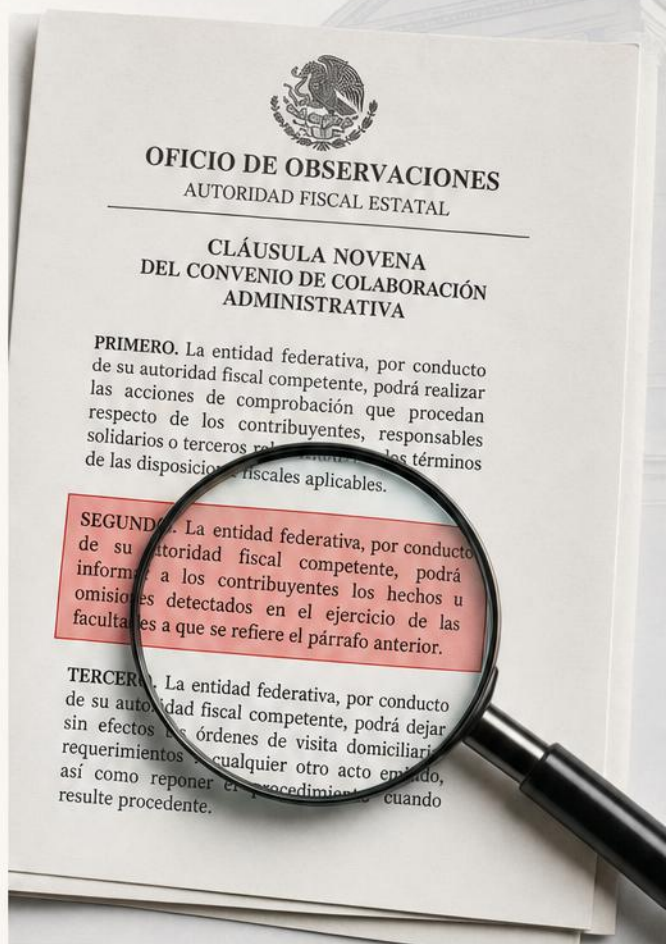 OFICIO DE OBSERVACIONES
AUTORIDAD FISCAL ESTATAL
CLÁUSULA NOVENA
DEL CONVENIO DE COLABORACIÓN
ADMINISTRATIVA
PRIMERO. La entidad federativa, por conducto
de su autoridad fiscal competente, podrá realizar
las acciones de comprobación que procedan
respecto de los contribuyentes, responsables
solidarios o terceros los términos
de las disposiciones fiscales aplicables.
SEGUNDO. La entidad federativa, por conducto
de su autoridad fiscal competente, podrá
informar a los contribuyentes los hechos u
omisiones detectados en el ejercicio de las
facultades a que se refiere el párrafo anterior.
TERCERO. La entidad federativa, por conducto
de su autoridad fiscal competente, podrá dejar
sin efectos órdenes de visita domiciliaria
requerimientos cualquier otro acto emitido,
así como reponer el procedimiento cuando
resulte procedente.